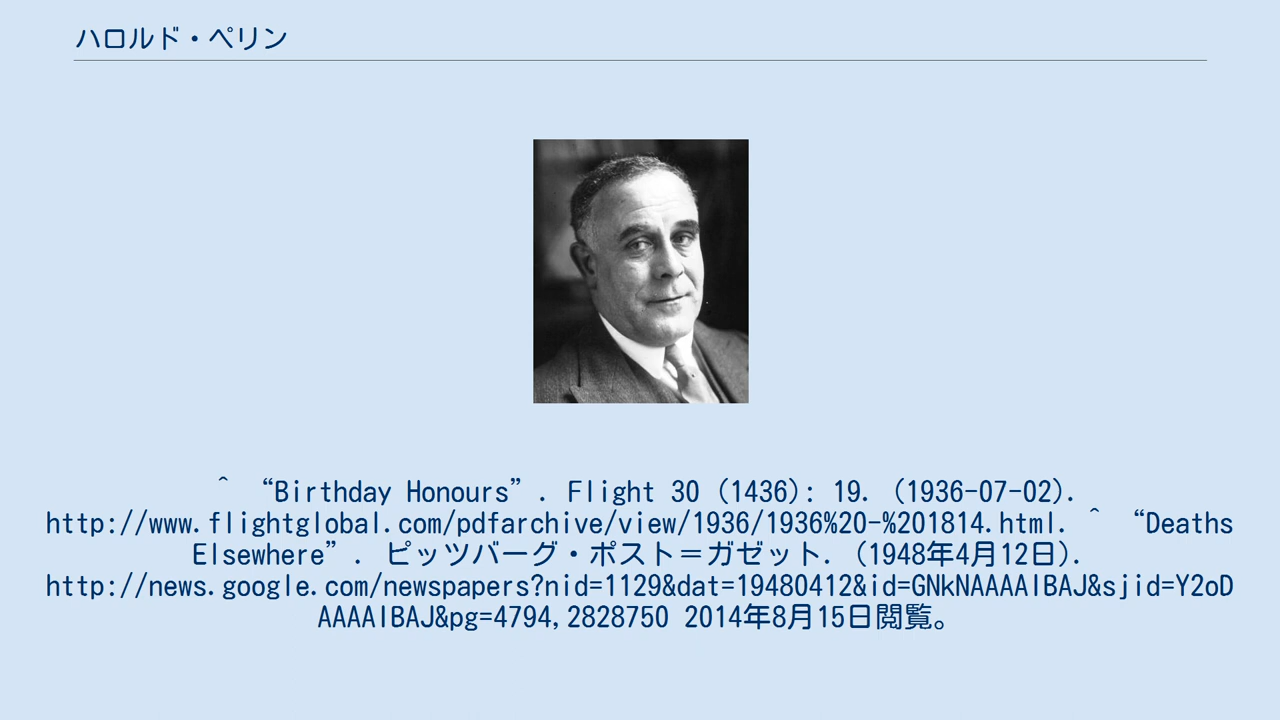 ハロルド・ペリン
^ “Birthday Honours”. Flight 30 (1436): 19. (1936-07-02).
http://www.flightglobal.com/pdfarchive/view/1936/1936%20-%201814.html. ^ “Deaths
Elsewhere”. ピッツバーグ・ポスト＝ガゼット. (1948年4月12日).
http://news.google.com/newspapers?nid=1129&dat=19480412&id=GNkNAAAAIBAJ&sjid=Y2oD
AAAAIBAJ&pg=4794,2828750 2014年8月15日閲覧。